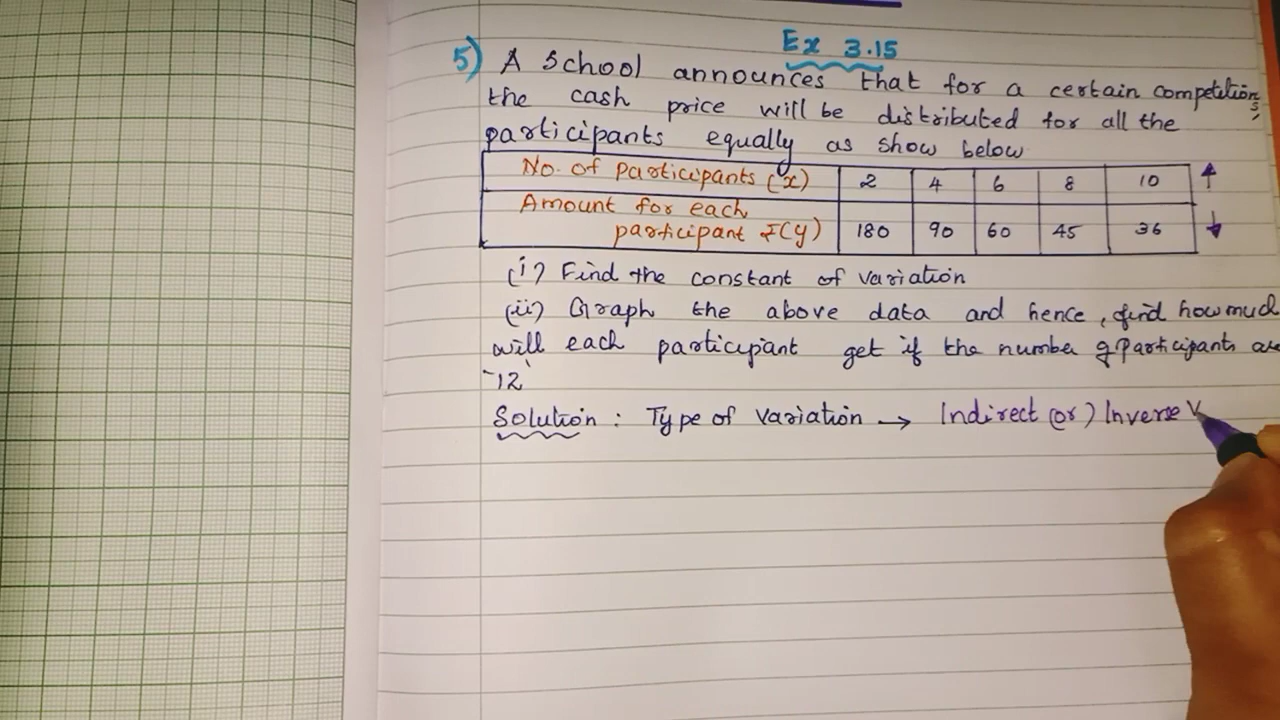 Ex 3.15
5) A School announces that for a certain competitions,
the cash price will be distributed for all the
participants equally as show below
No. of Participants (x) 2 4 6 8 10
Amount for each
participant ₹(y) 180 90 60 45 36
(i) Find the constant of variation
(ii) Graph the above data and hence, find how much
will each participant get if the number of participants are
12
Solution : Type of variation → Indirect (or) Inverse V